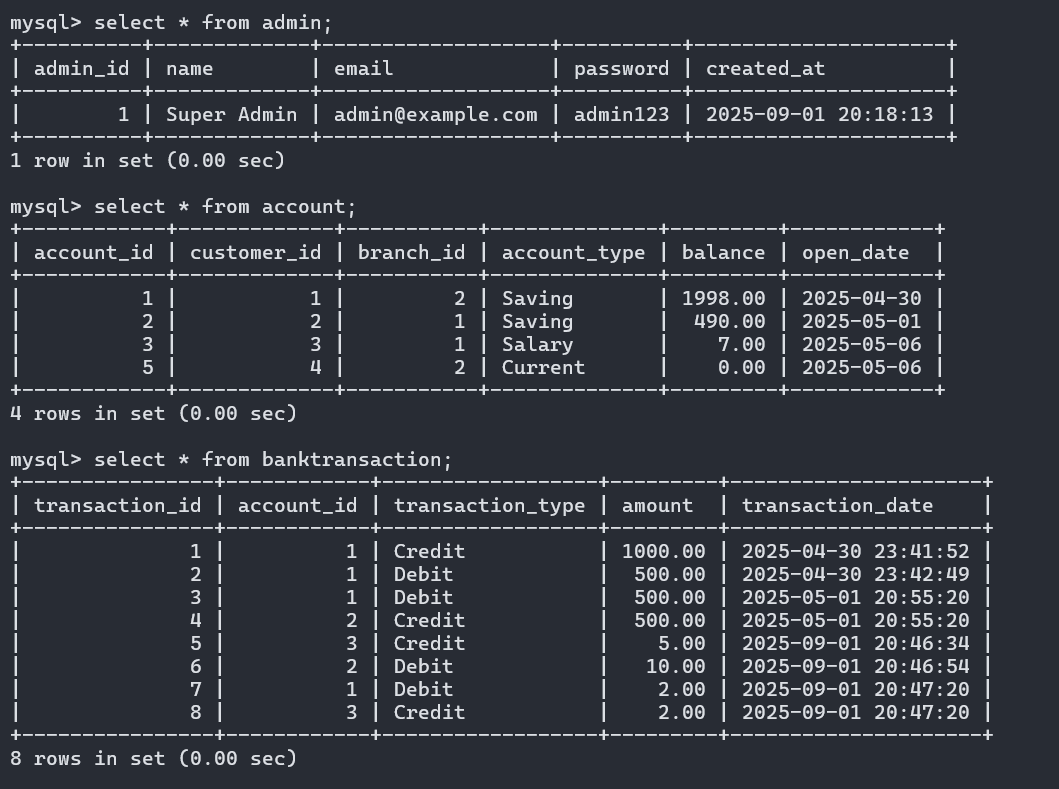 mysql> select * from admin;
+----------+-------------+-------------------+----------+---------------------+
| admin_id | name        | email             | password | created_at          |
+----------+-------------+-------------------+----------+---------------------+
|        1 | Super Admin | admin@example.com | admin123 | 2025-09-01 20:18:13 |
+----------+-------------+-------------------+----------+---------------------+
1 row in set (0.00 sec)

mysql> select * from account;
+------------+-------------+-----------+--------------+---------+------------+
| account_id | customer_id | branch_id | account_type | balance | open_date  |
+------------+-------------+-----------+--------------+---------+------------+
|          1 |           1 |         2 | Saving       | 1998.00 | 2025-04-30 |
|          2 |           2 |         1 | Saving       |  490.00 | 2025-05-01 |
|          3 |           3 |         1 | Salary       |    7.00 | 2025-05-06 |
|          5 |           4 |         2 | Current      |    0.00 | 2025-05-06 |
+------------+-------------+-----------+--------------+---------+------------+
4 rows in set (0.00 sec)

mysql> select * from banktransaction;
+----------------+------------+------------------+---------+---------------------+
| transaction_id | account_id | transaction_type | amount  | transaction_date    |
+----------------+------------+------------------+---------+---------------------+
|              1 |          1 | Credit           | 1000.00 | 2025-04-30 23:41:52 |
|              2 |          1 | Debit            |  500.00 | 2025-04-30 23:42:49 |
|              3 |          1 | Debit            |  500.00 | 2025-05-01 20:55:20 |
|              4 |          2 | Credit           |  500.00 | 2025-05-01 20:55:20 |
|              5 |          3 | Credit           |    5.00 | 2025-09-01 20:46:34 |
|              6 |          2 | Debit            |   10.00 | 2025-09-01 20:46:54 |
|              7 |          1 | Debit            |    2.00 | 2025-09-01 20:47:20 |
|              8 |          3 | Credit           |    2.00 | 2025-09-01 20:47:20 |
+----------------+------------+------------------+---------+---------------------+
8 rows in set (0.00 sec)